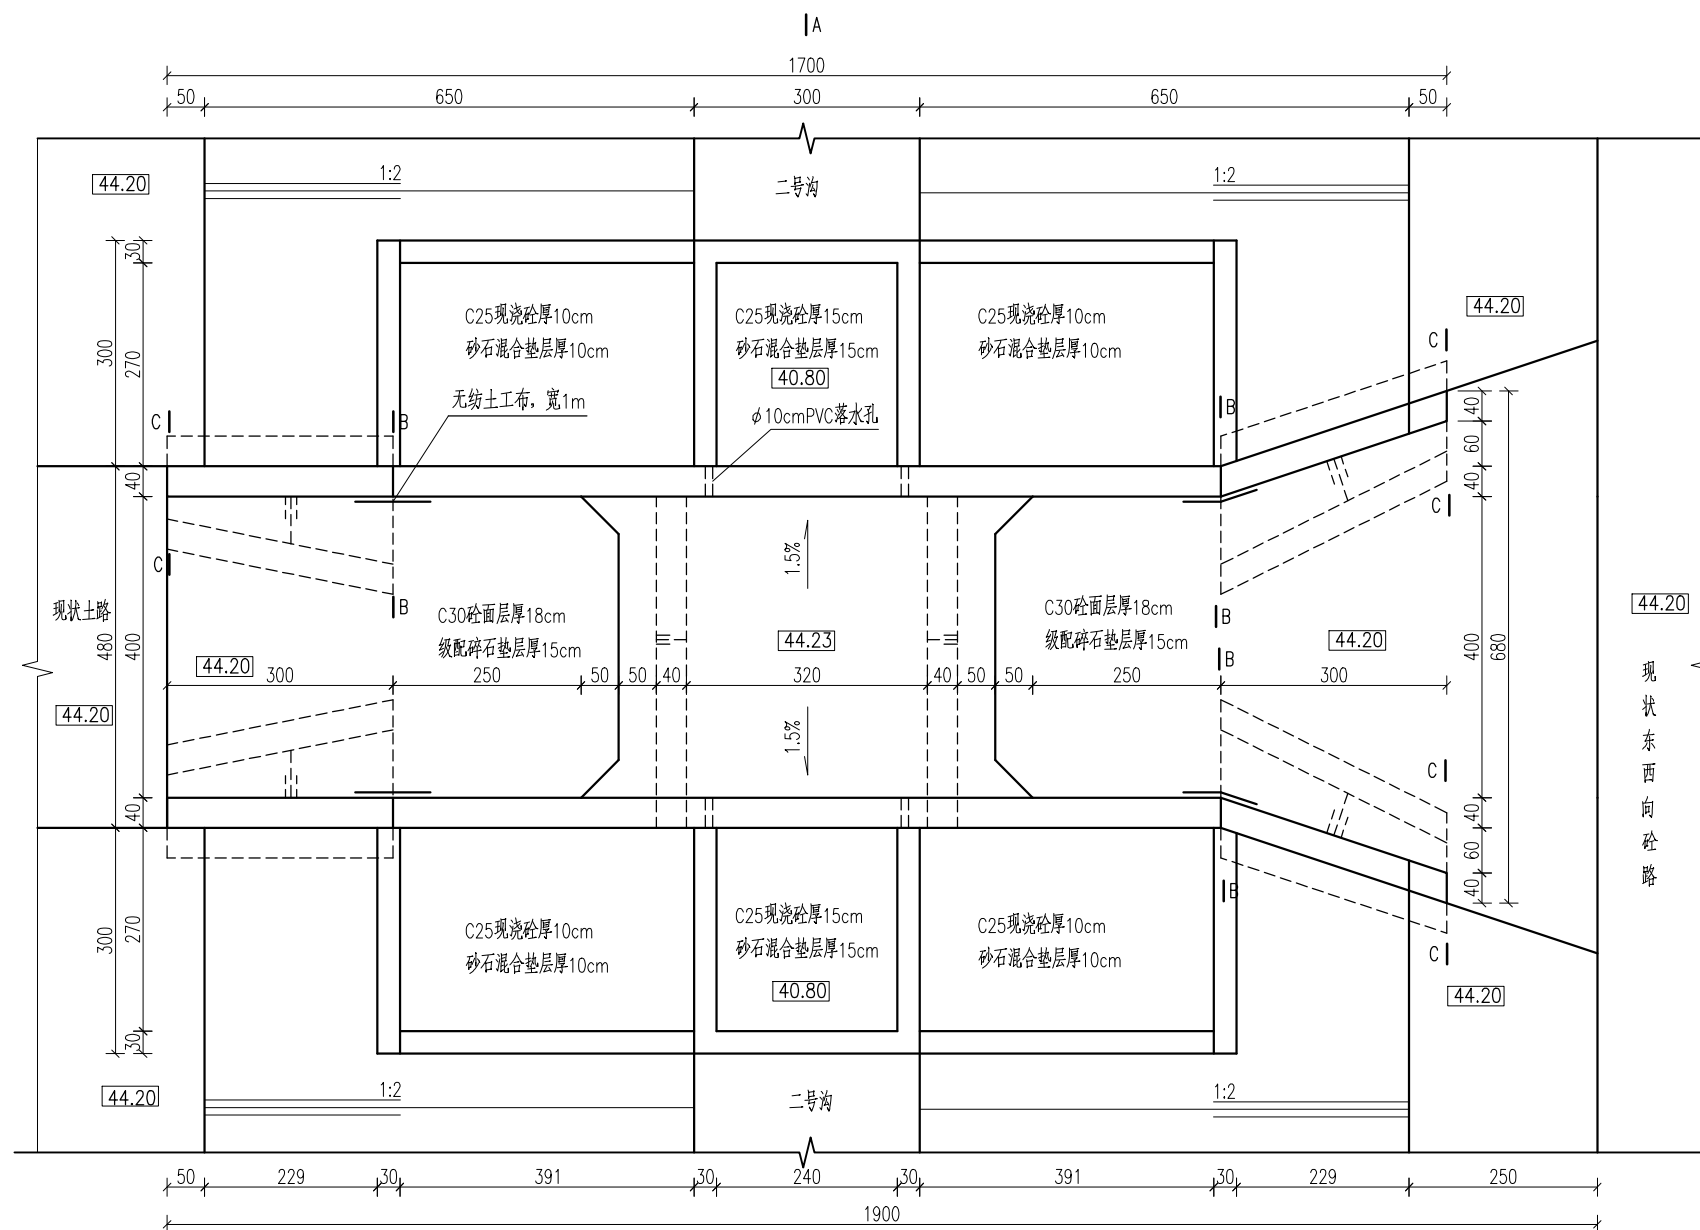 A
1700
50
650
300
650
50
1:2
二号沟
1:2
44.20
30
300
270
C25现浇砼厚10cm
砂石混合垫层厚10cm
C25现浇砼厚15cm
砂石混合垫层厚15cm
40.80
C25现浇砼厚10cm
砂石混合垫层厚10cm
44.20
C
无纺土工布，宽1m
ϕ10cmPVC落水孔
C
B
B
40
60
40
40
C
1.5%
C
现状土路
B
480
400
C30砼面层厚18cm
级配碎石垫层厚15cm
44.23
C30砼面层厚18cm
级配碎石垫层厚15cm
B
B
44.20
400
680
44.20
44.20
300
250
50
50
40
320
40
50
50
250
300
44.20
1.5%
C
现
状
东
西
向
砼
路
40
40
60
40
B
300
270
C25现浇砼厚10cm
砂石混合垫层厚10cm
C25现浇砼厚15cm
砂石混合垫层厚15cm
40.80
C25现浇砼厚10cm
砂石混合垫层厚10cm
C
44.20
30
44.20
1:2
二号沟
1:2
50
229
30
391
30
240
30
391
30
229
250
1900